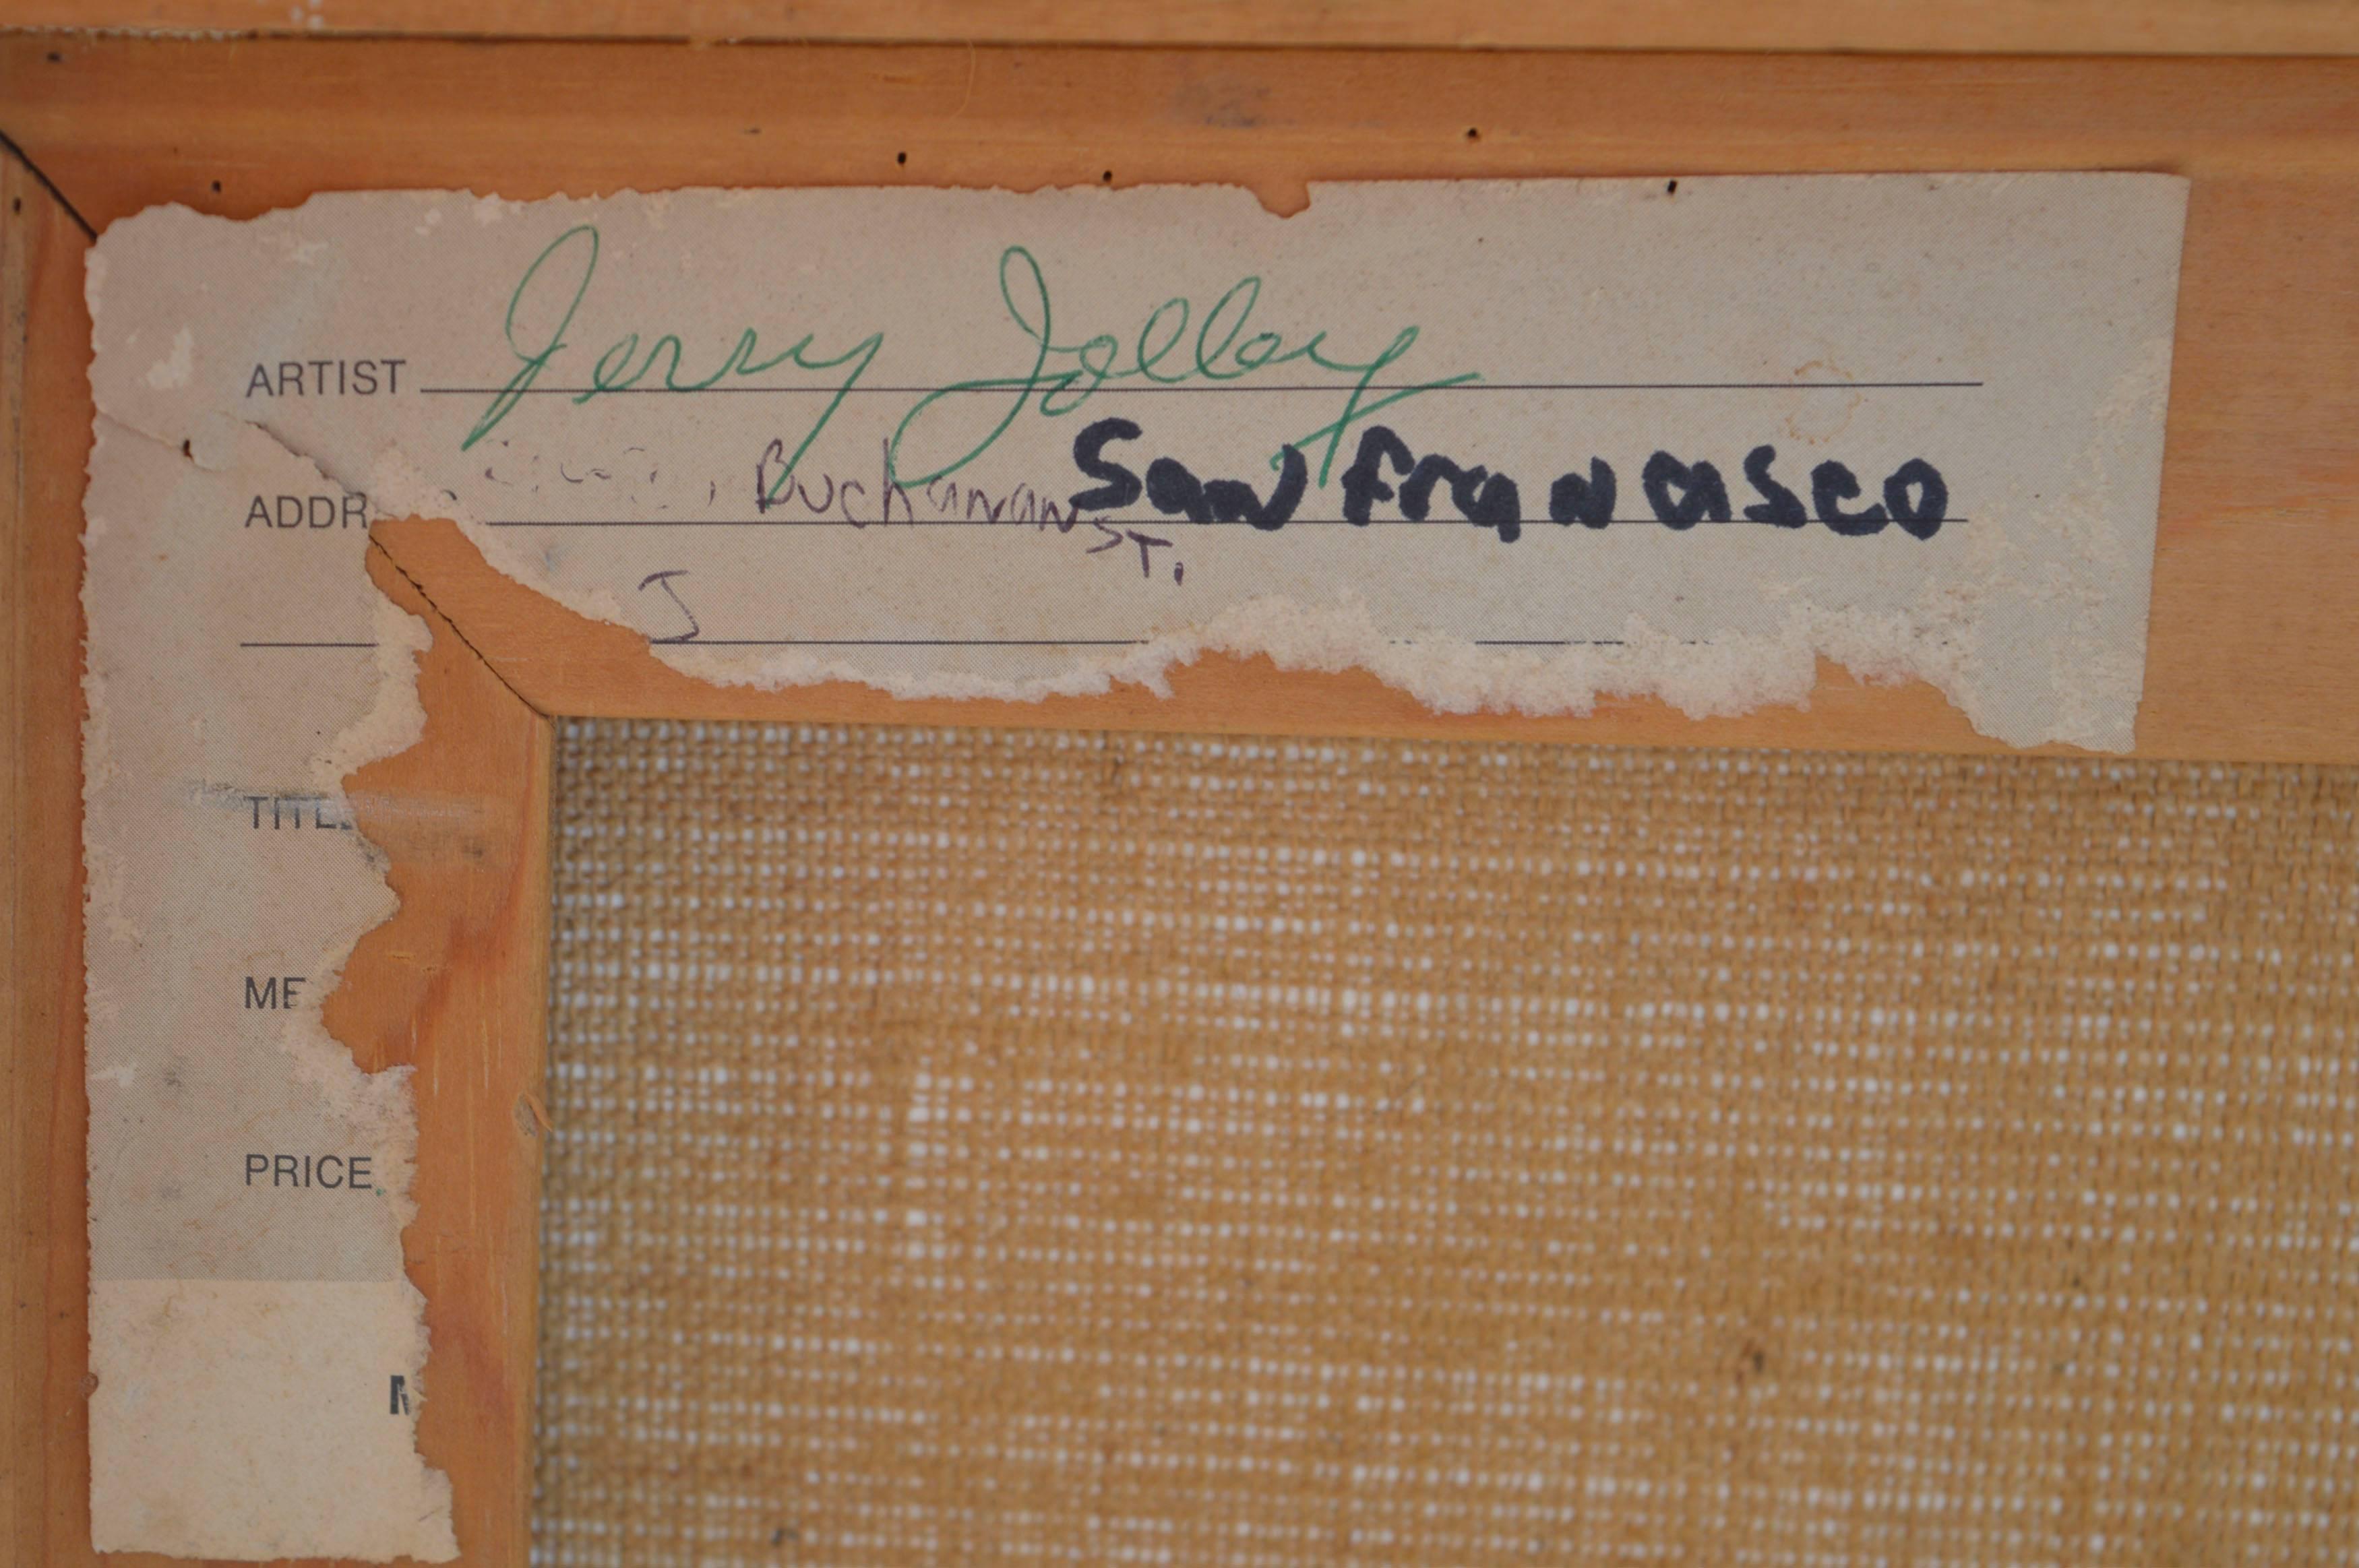 ARTIST Jerry Jolley
ADDR Buchanan San Francisco
ST.
J
TITL
ME
PRICE
M